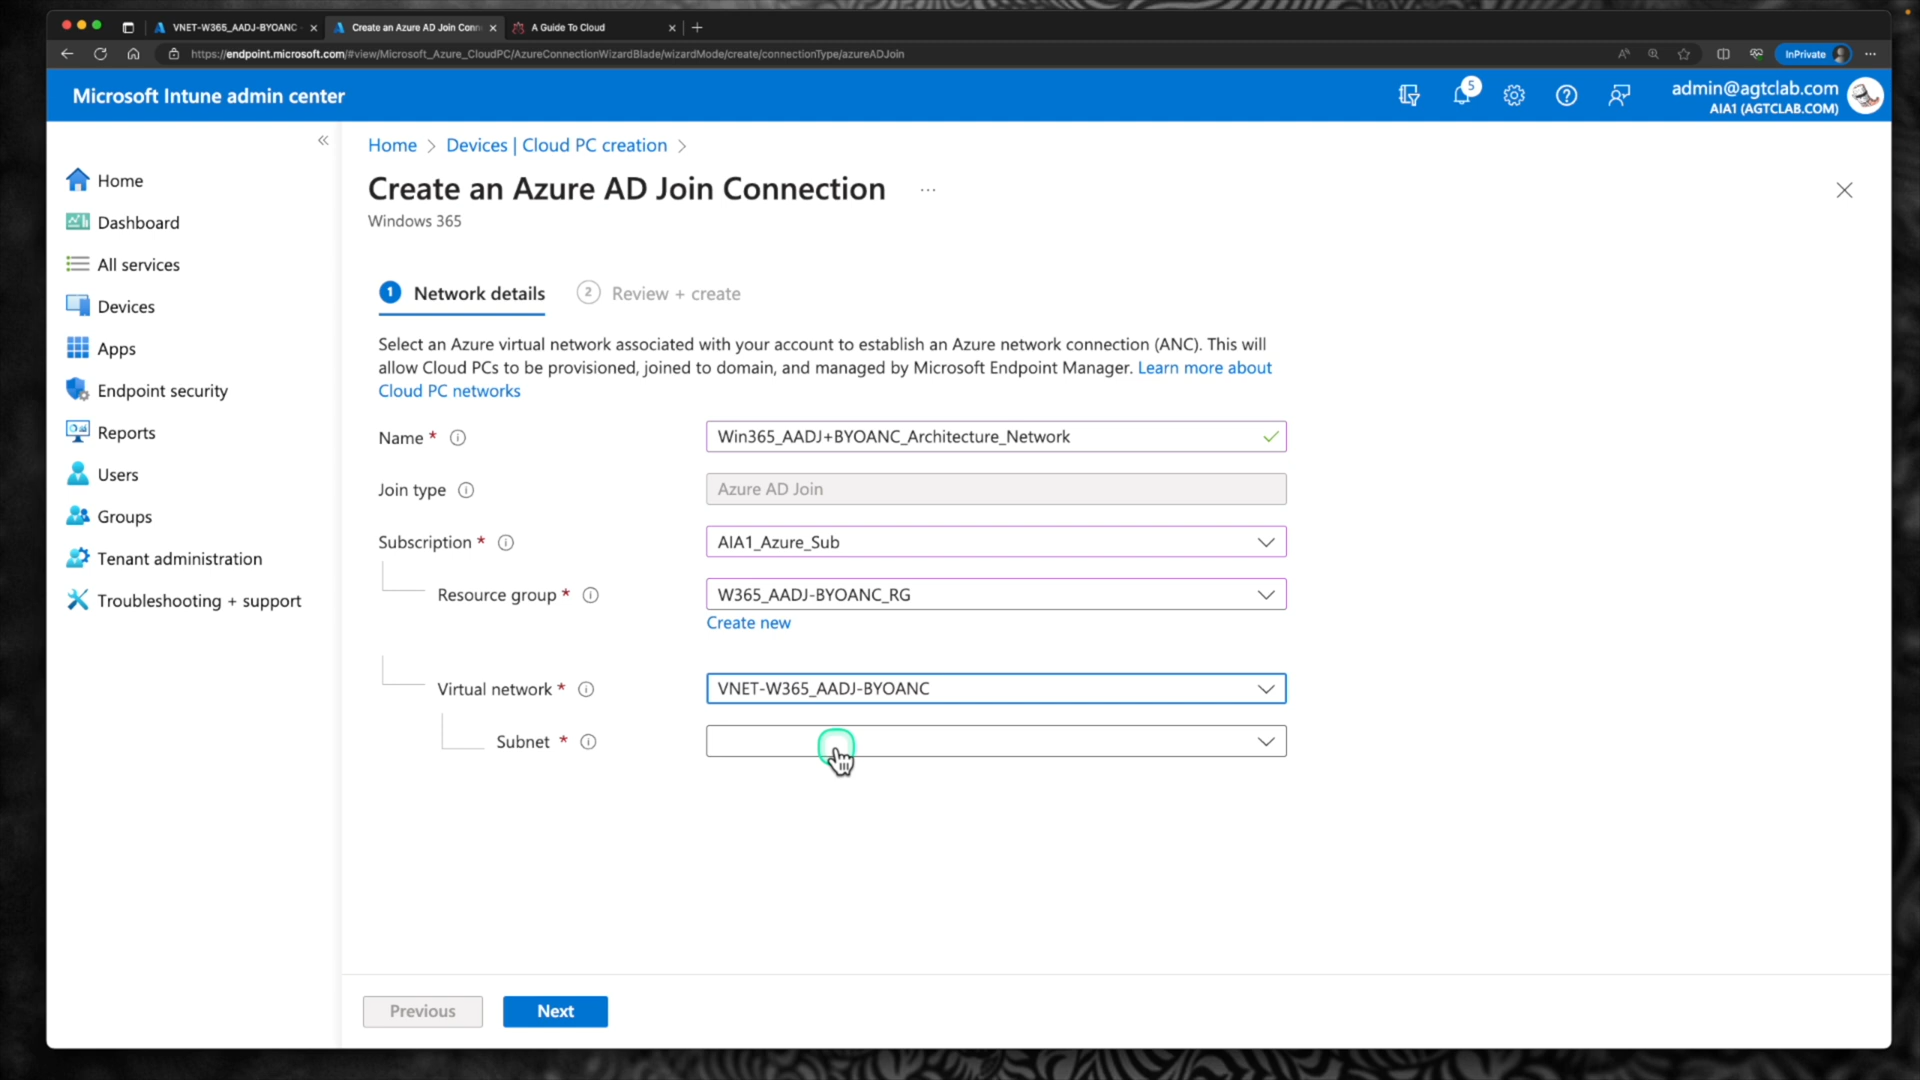 VNET-W365_AADJ-BYOANC -
Create an Azure AD Join Conn
A Guide To Cloud
https://endpoint.microsoft.com/#view/Microsoft_Azure_CloudPC/AzureConnectionWizardBlade/wizardMode/create/connectionType/azureADJoin
InPrivate
Microsoft Intune admin center
5
admin@agtclab.com
AIA1 (AGTCLAB.COM)
Home > Devices | Cloud PC creation >
Create an Azure AD Join Connection ...
Windows 365
Home
Dashboard
All services
Devices
Apps
Endpoint security
Reports
Users
Groups
Tenant administration
Troubleshooting + support
1 Network details
2 Review + create
Select an Azure virtual network associated with your account to establish an Azure network connection (ANC). This will
allow Cloud PCs to be provisioned, joined to domain, and managed by Microsoft Endpoint Manager. Learn more about
Cloud PC networks
Name * Win365_AADJ+BYOANC_Architecture_Network
Join type Azure AD Join
Subscription * AIA1_Azure_Sub
Resource group * W365_AADJ-BYOANC_RG
Create new
Virtual network * VNET-W365_AADJ-BYOANC
Subnet *
Previous
Next